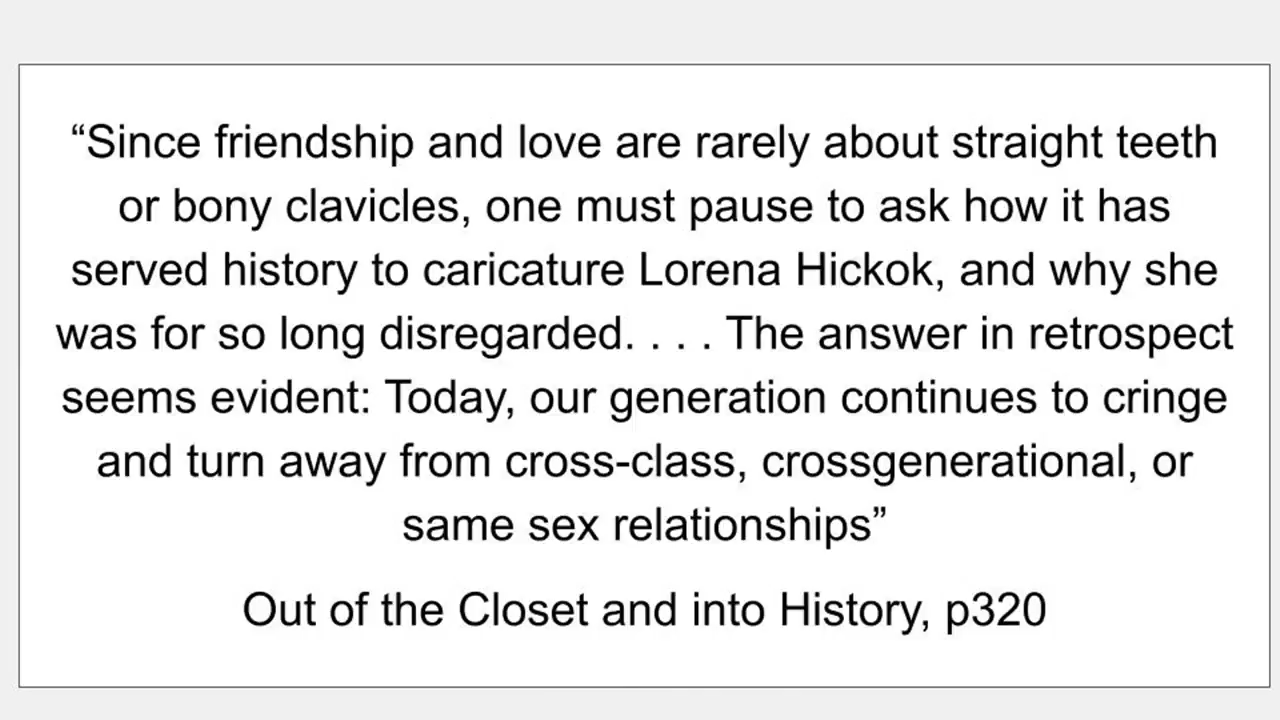 “Since friendship and love are rarely about straight teeth
or bony clavicles, one must pause to ask how it has
served history to caricature Lorena Hickok, and why she
was for so long disregarded. . . . The answer in retrospect
seems evident: Today, our generation continues to cringe
and turn away from cross-class, crossgenerational, or
same sex relationships”
Out of the Closet and into History, p320